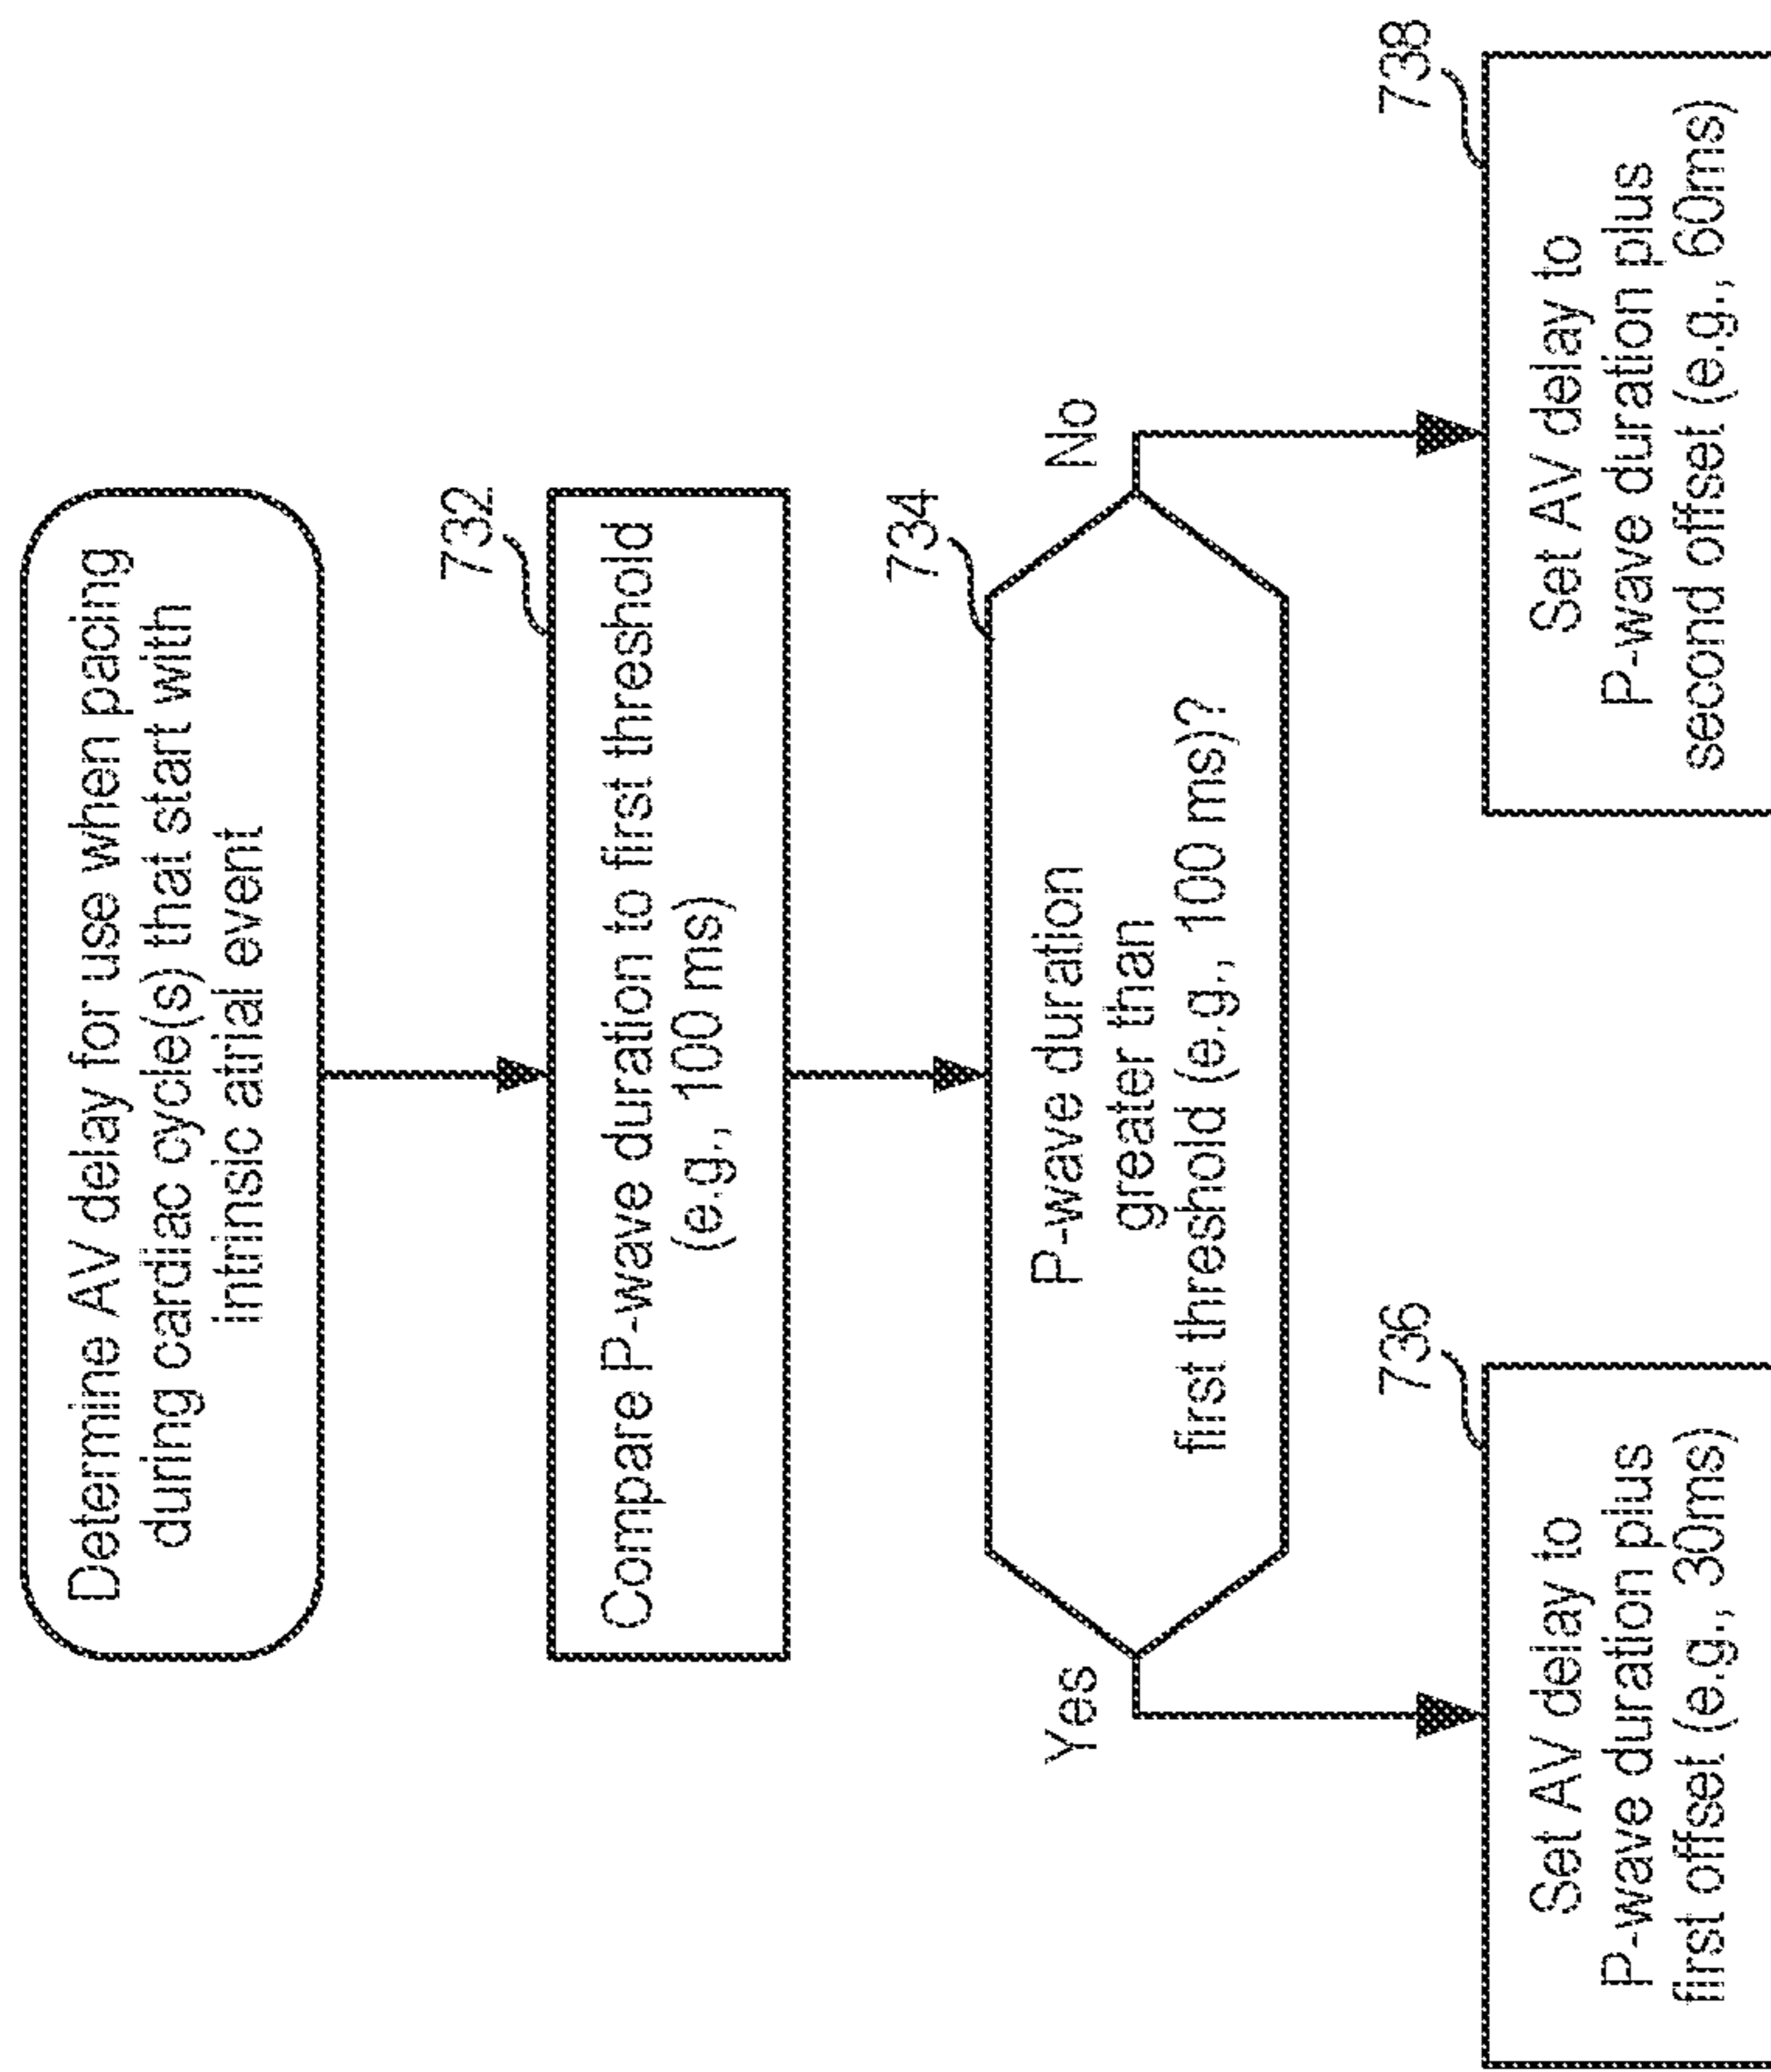 Determine AV delay for use when pacing
during cardiac cycle(s) that start with
intrinsic atrial event
732
Compare P-wave duration to first threshold
(e.g., 100 ms)
734
P-wave duration
greater than
first threshold (e.g., 100 ms)?
Yes
No
736
Set AV delay to
P-wave duration plus
first offset (e.g., 30ms)
738
Set AV delay to
P-wave duration plus
second offset (e.g., 60ms)